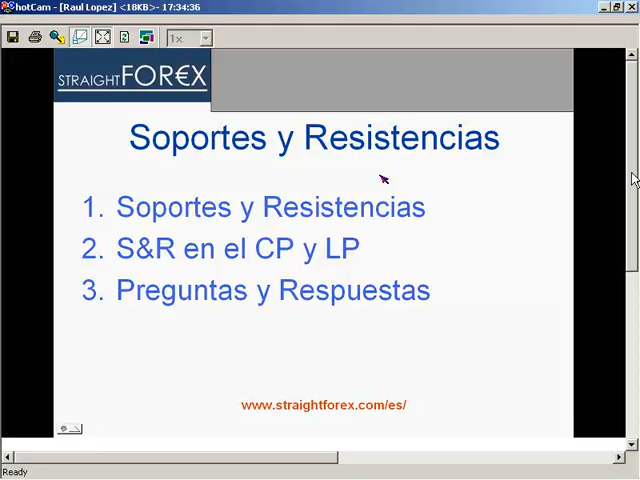 hotCam - [Raul Lopez] <18KB> - 17:34:36
1x
STRAIGHTFOR€X
Soportes y Resistencias
1. Soportes y Resistencias
2. S&R en el CP y LP
3. Preguntas y Respuestas
www.straightforex.com/es/
Ready